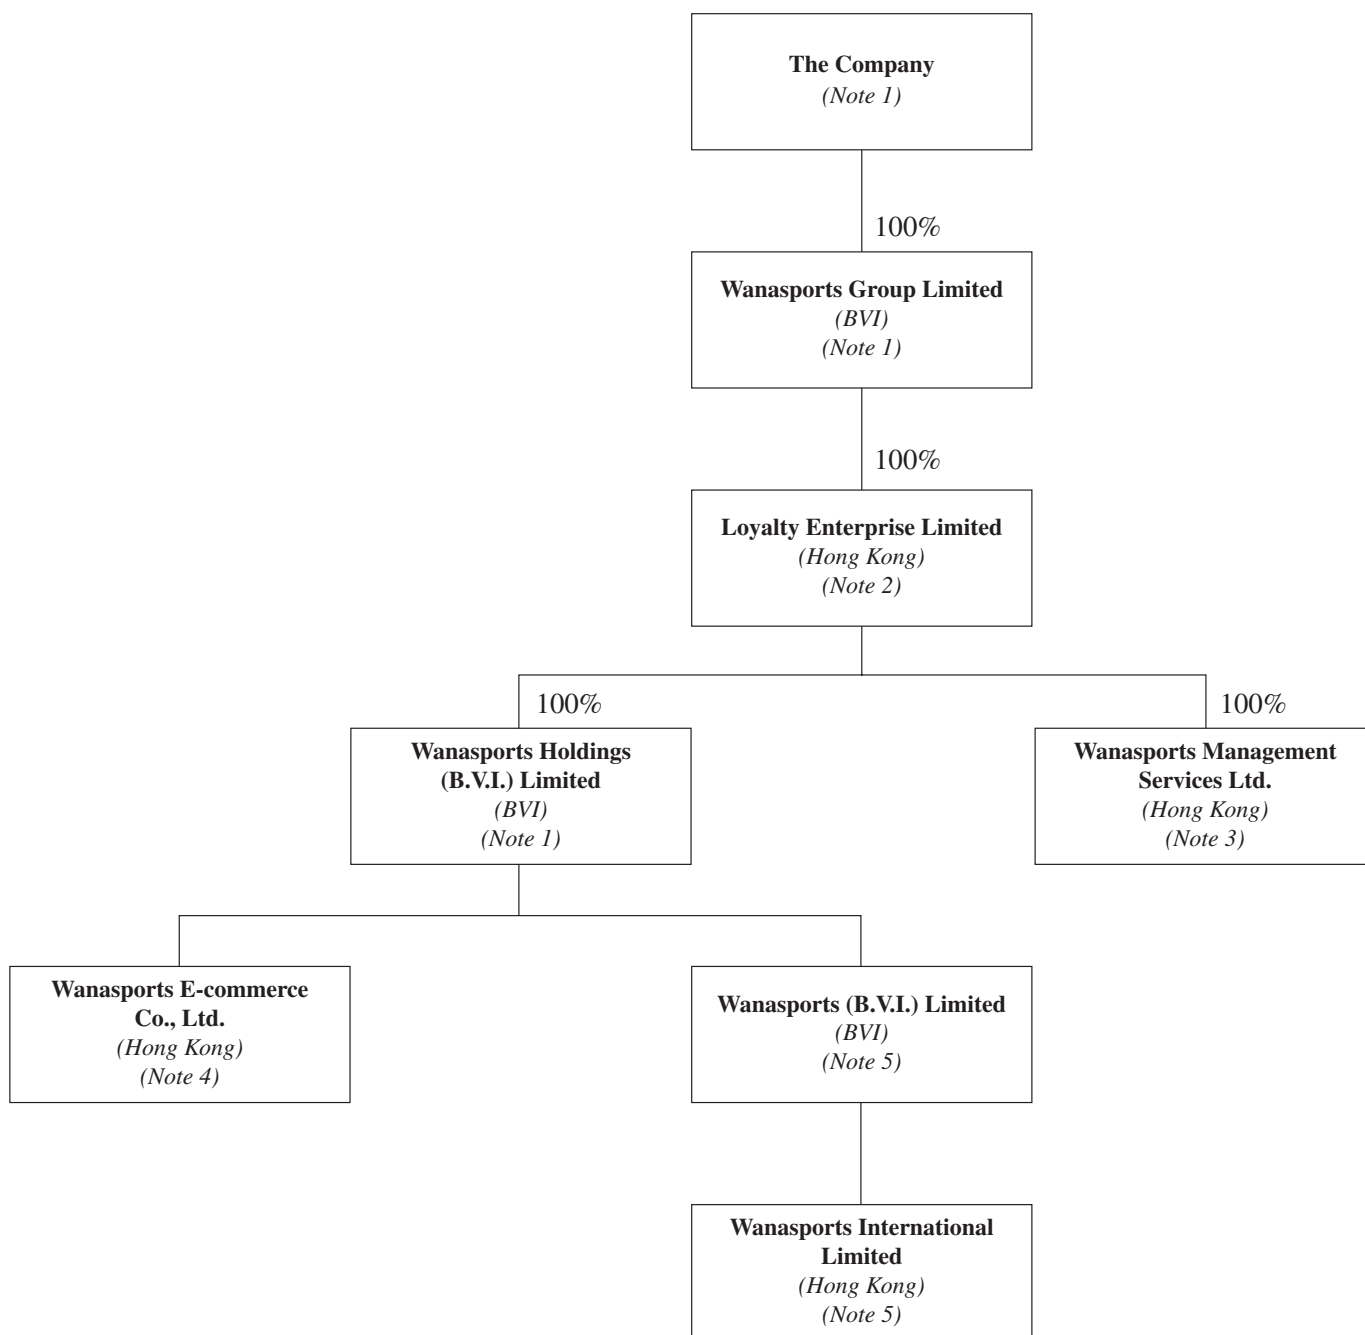 The Company
(Note 1)
100%
Wanasports Group Limited
(BVI)
(Note 1)
100%
Loyalty Enterprise Limited
(Hong Kong)
(Note 2)
100%
100%
Wanasports Holdings
(B.V.I.) Limited
(BVI)
(Note 1)
Wanasports Management
Services Ltd.
(Hong Kong)
(Note 3)
Wanasports E-commerce
Co., Ltd.
(Hong Kong)
(Note 4)
Wanasports (B.V.I.) Limited
(BVI)
(Note 5)
Wanasports International
Limited
(Hong Kong)
(Note 5)